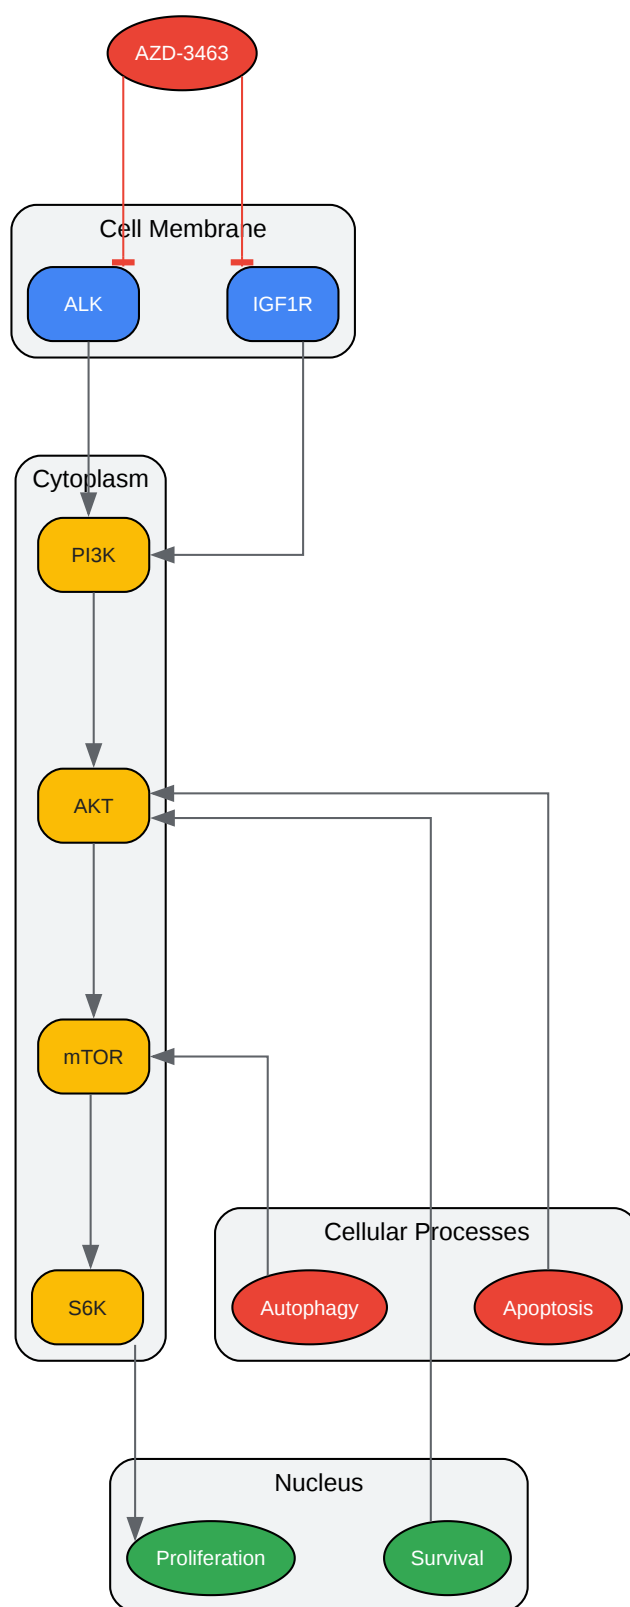 AZD-3463
Cell Membrane
ALK
IGF1R
Cytoplasm
PI3K
AKT
mTOR
Cellular Processes
S6K
Autophagy
Apoptosis
Nucleus
Proliferation
Survival